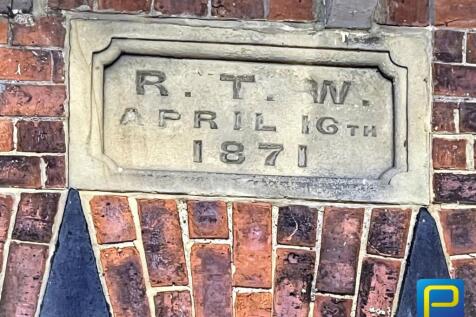 R. T. W.
APRIL 16TH
1871
P